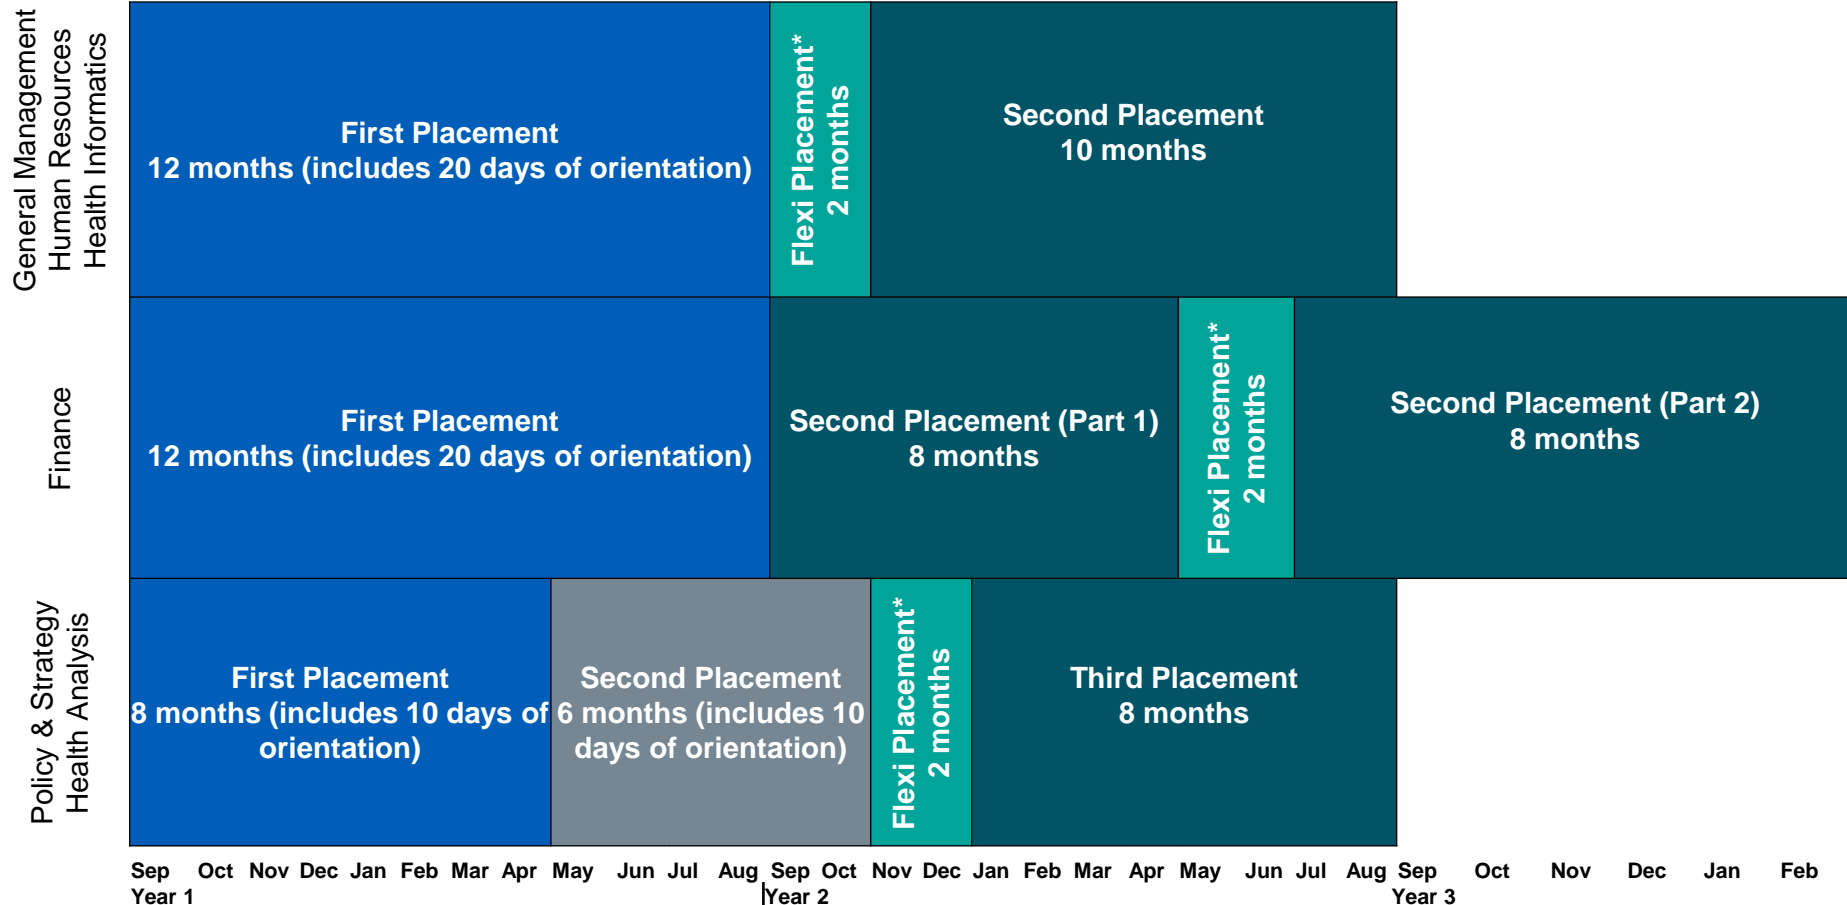 General Management
Human Resources
Health Informatics
First Placement
12 months (includes 20 days of orientation)
Flexi Placement*
2 months
Second Placement
10 months
Finance
First Placement
12 months (includes 20 days of orientation)
Second Placement (Part 1)
8 months
Flexi Placement*
2 months
Second Placement (Part 2)
8 months
Policy & Strategy
Health Analysis
First Placement
8 months (includes 10 days of
orientation)
Second Placement
6 months (includes 10
days of orientation)
Flexi Placement*
2 months
Third Placement
8 months
Sep Oct Nov Dec Jan Feb Mar Apr May Jun Jul Aug Sep Oct Nov Dec Jan Feb Mar Apr May Jun Jul Aug Sep Oct Nov Dec Jan Feb
Year 1 Year 2 Year 3